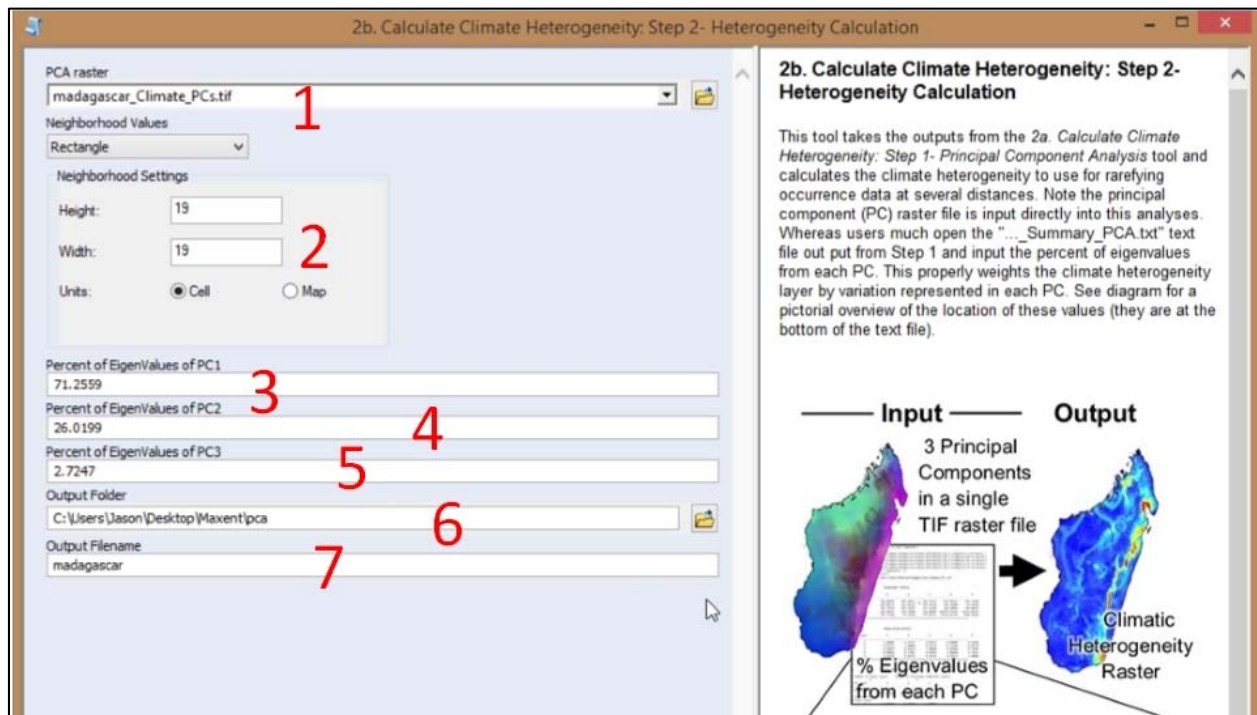 2b. Calculate Climate Heterogeneity: Step 2- Heterogeneity Calculation
PCA raster
madagascar_Climate_PCs.tif
1
Neighborhood Values
Rectangle
Neighborhood Settings
Height:
19
2
Width:
19
Units:
Cell
Map
Percent of EigenValues of PC1
71.2559
3
Percent of EigenValues of PC2
26.0199
4
Percent of EigenValues of PC3
2.7247
5
Output Folder
C:\Users\Jason\Desktop\Maxent\pca
6
Output Filename
madagascar
7
2b. Calculate Climate Heterogeneity: Step 2-
Heterogeneity Calculation
This tool takes the outputs from the 2a. Calculate Climate
Heterogeneity: Step 1- Principal Component Analysis tool and
calculates the climate heterogeneity to use for rarefying
occurrence data at several distances. Note the principal
component (PC) raster file is input directly into this analyses.
Whereas users much open the "..._Summary_PCA.txt" text
file out put from Step 1 and input the percent of eigenvalues
from each PC. This properly weights the climate heterogeneity
layer by variation represented in each PC. See diagram for a
pictorial overview of the location of these values (they are at the
bottom of the text file).
Input
Output
3 Principal
Components
in a single
TIF raster file
% Eigenvalues
from each PC
Climatic
Heterogeneity
Raster